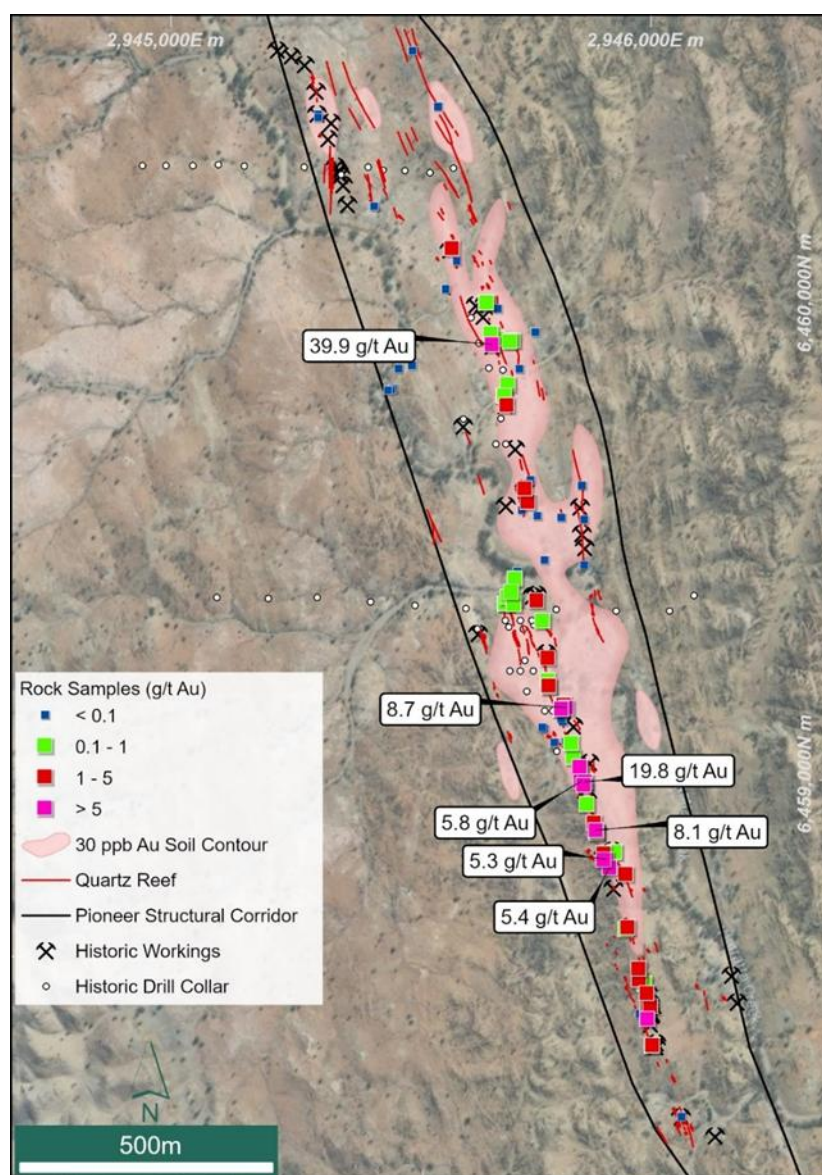 2,945,000E m
2,946,000E m
6,460,000N m
39.9 g/t Au
8.7 g/t Au
19.8 g/t Au
5.8 g/t Au
8.1 g/t Au
5.3 g/t Au
5.4 g/t Au
6,459,000N m
Rock Samples (g/t Au)
< 0.1
0.1 - 1
1 - 5
> 5
30 ppb Au Soil Contour
Quartz Reef
Pioneer Structural Corridor
Historic Workings
Historic Drill Collar
N
500m